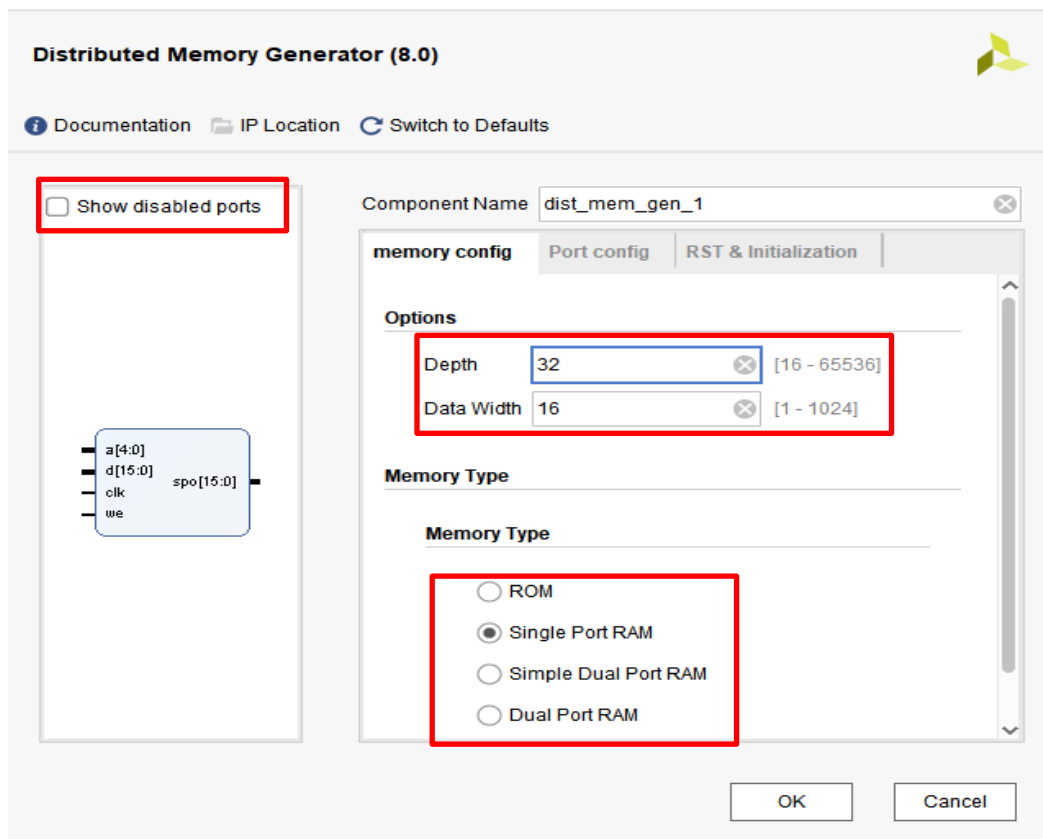 Distributed Memory Generator (8.0)
Documentation IP Location Switch to Defaults
Show disabled ports
a[4:0]
d[15:0]
clk
we
spo[15:0]
Component Name dist_mem_gen_1
memory config Port config RST & Initialization
Options
Depth 32 [16 - 65536]
Data Width 16 [1 - 1024]
Memory Type
Memory Type
ROM
Single Port RAM
Simple Dual Port RAM
Dual Port RAM
OK Cancel